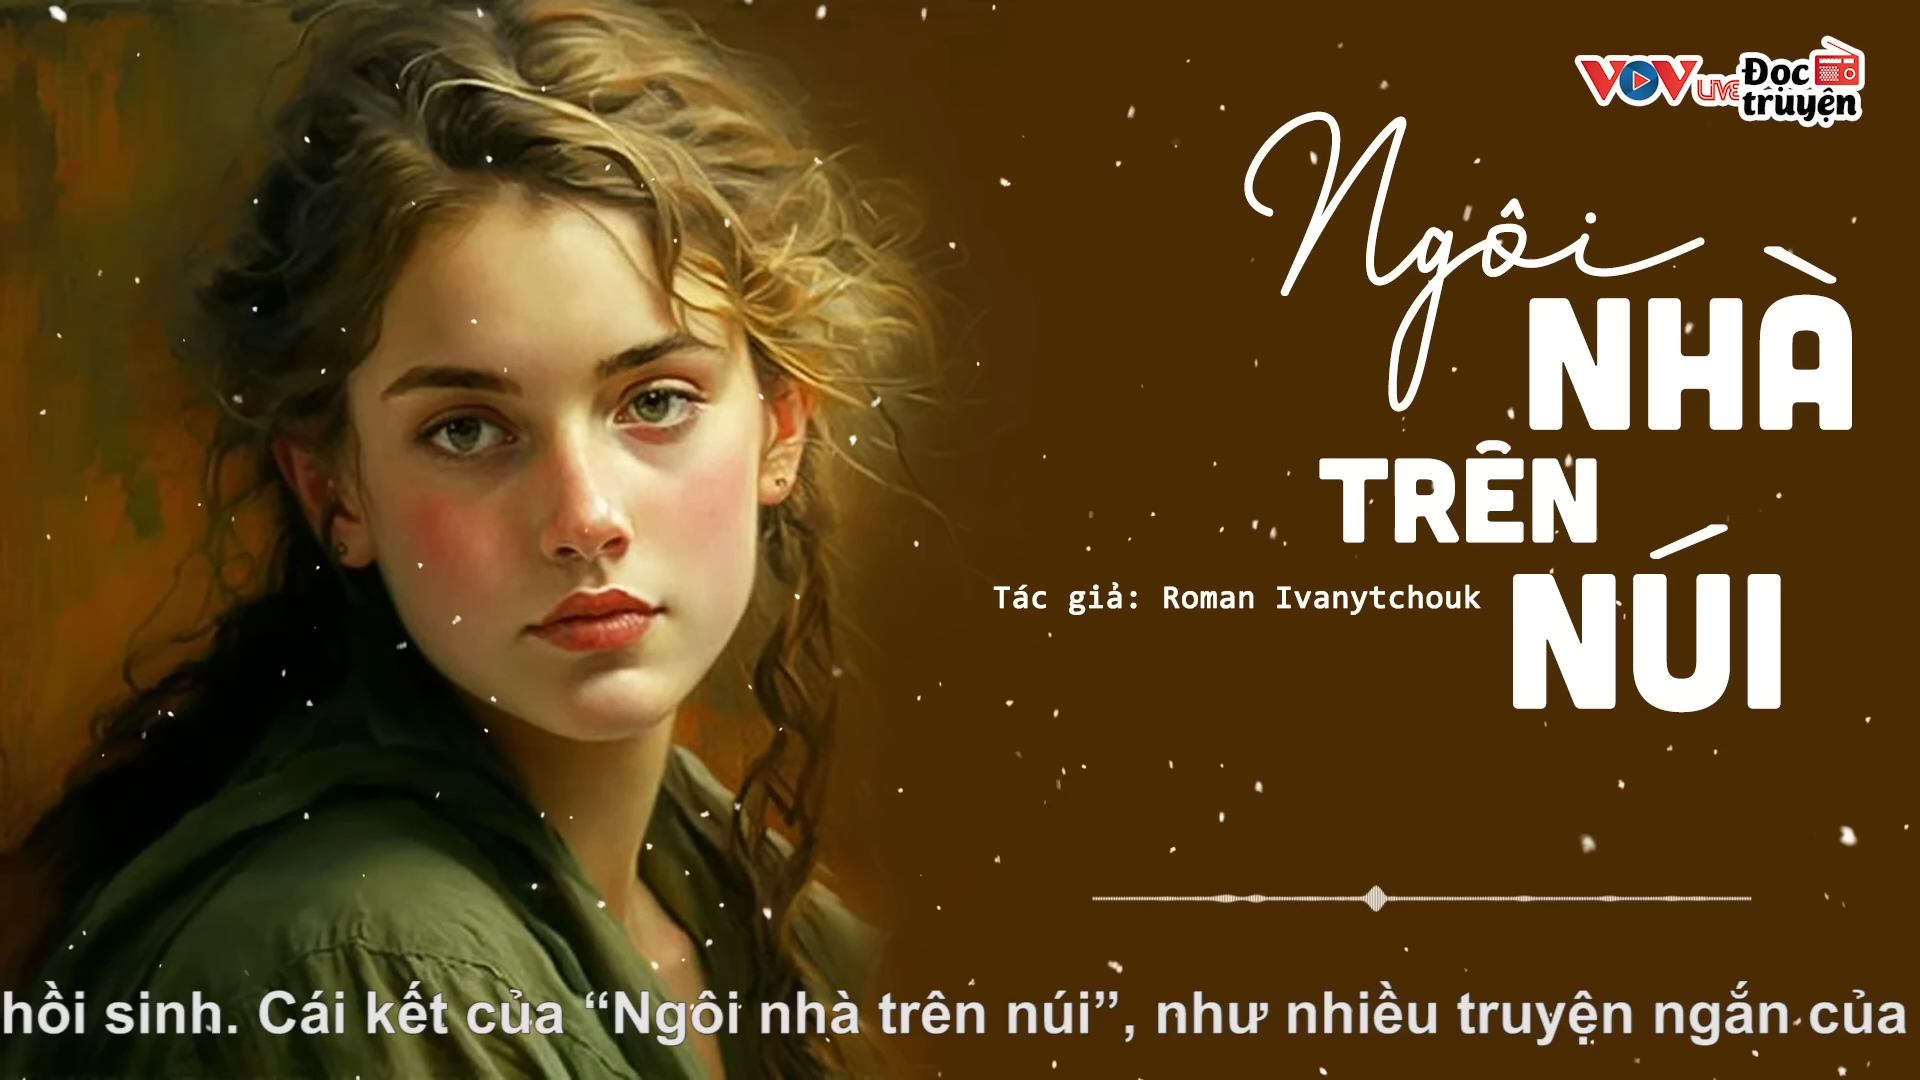 VOV LIVE Đọc
truyện
Ngôi
NHÀ
TRÊN
NÚI
Tác giả: Roman Ivanytchouk
hồi sinh. Cái kết của “Ngôi nhà trên núi”, như nhiều truyện ngắn của